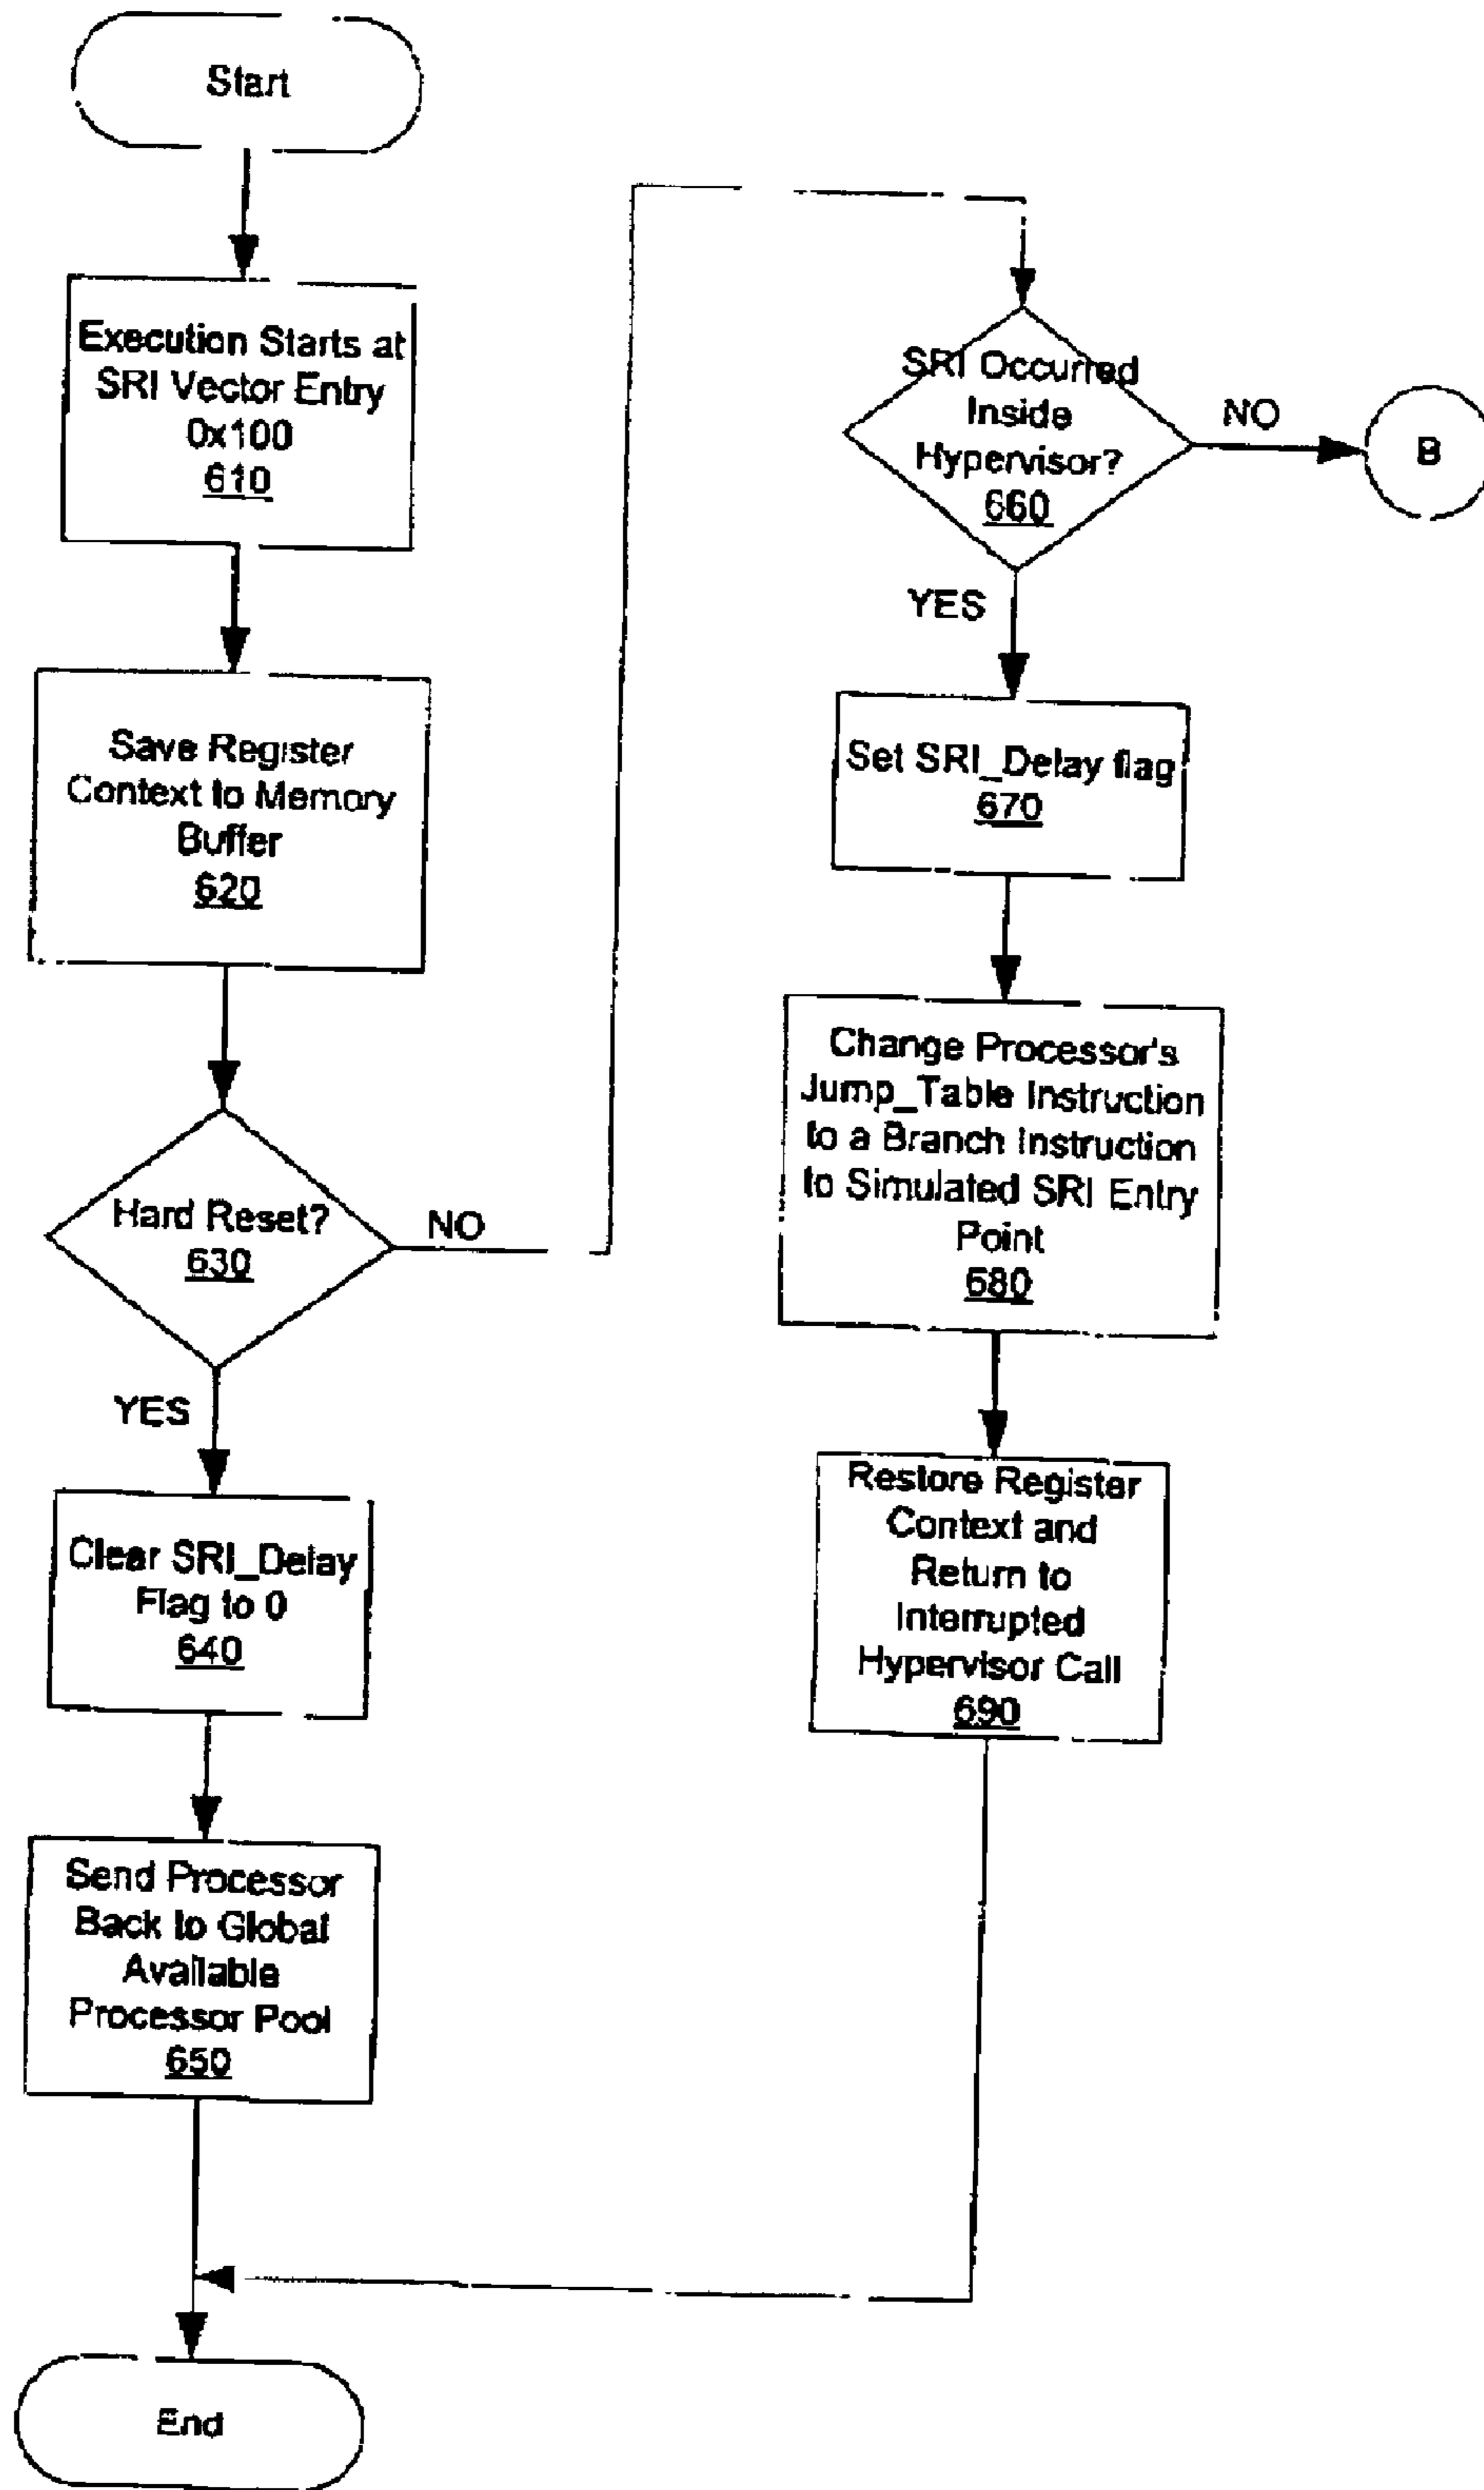 Start
Execution Starts at
SRI Vector Entry
0x100
610
Save Register
Context to Memory
Buffer
620
Hard Reset?
630
NO
YES
Clear SRI_Delay
Flag to 0
640
Send Processor
Back to Global
Available
Processor Pool
650
End
SRI Occurred
Inside
Hypervisor?
660
NO
B
YES
Set SRI_Delay flag
670
Change Processor's
Jump_Table Instruction
to a Branch Instruction
to Simulated SRI Entry
Point
680
Restore Register
Context and
Return to
Interrupted
Hypervisor Call
690